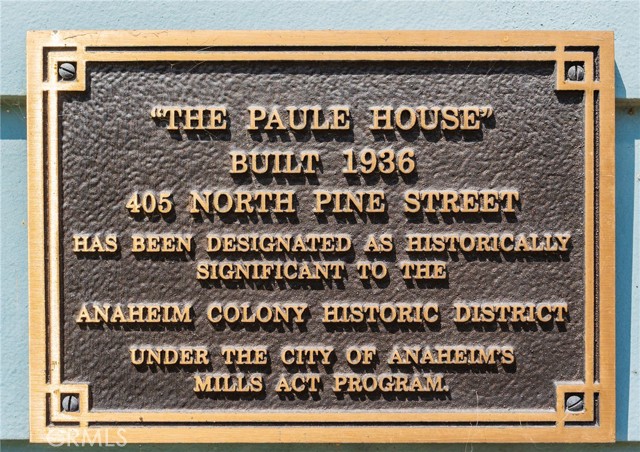 "THE PAULE HOUSE"
BUILT 1936
405 NORTH PINE STREET
HAS BEEN DESIGNATED AS HISTORICALLY
SIGNIFICANT TO THE
ANAHEIM COLONY HISTORIC DISTRICT
UNDER THE CITY OF ANAHEIM'S
MILLS ACT PROGRAM.
CRMLS